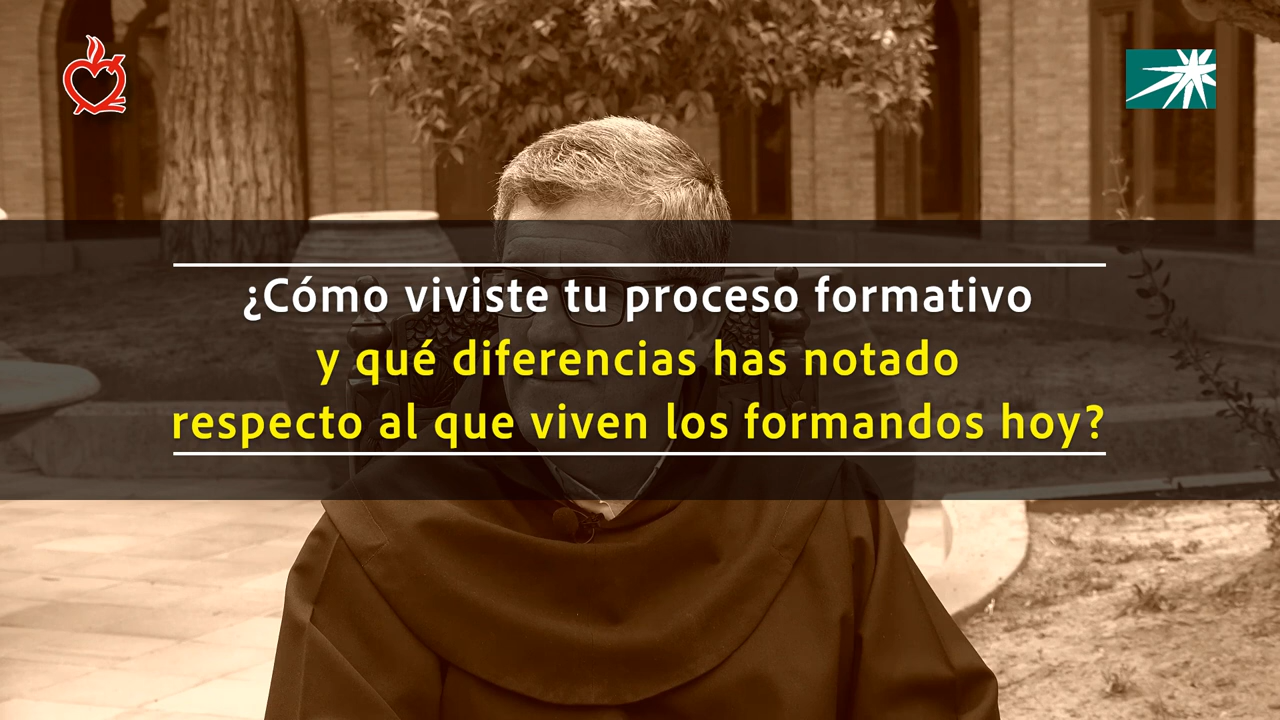 ¿Cómo viviste tu proceso formativo
y qué diferencias has notado
respecto al que viven los formandos hoy?